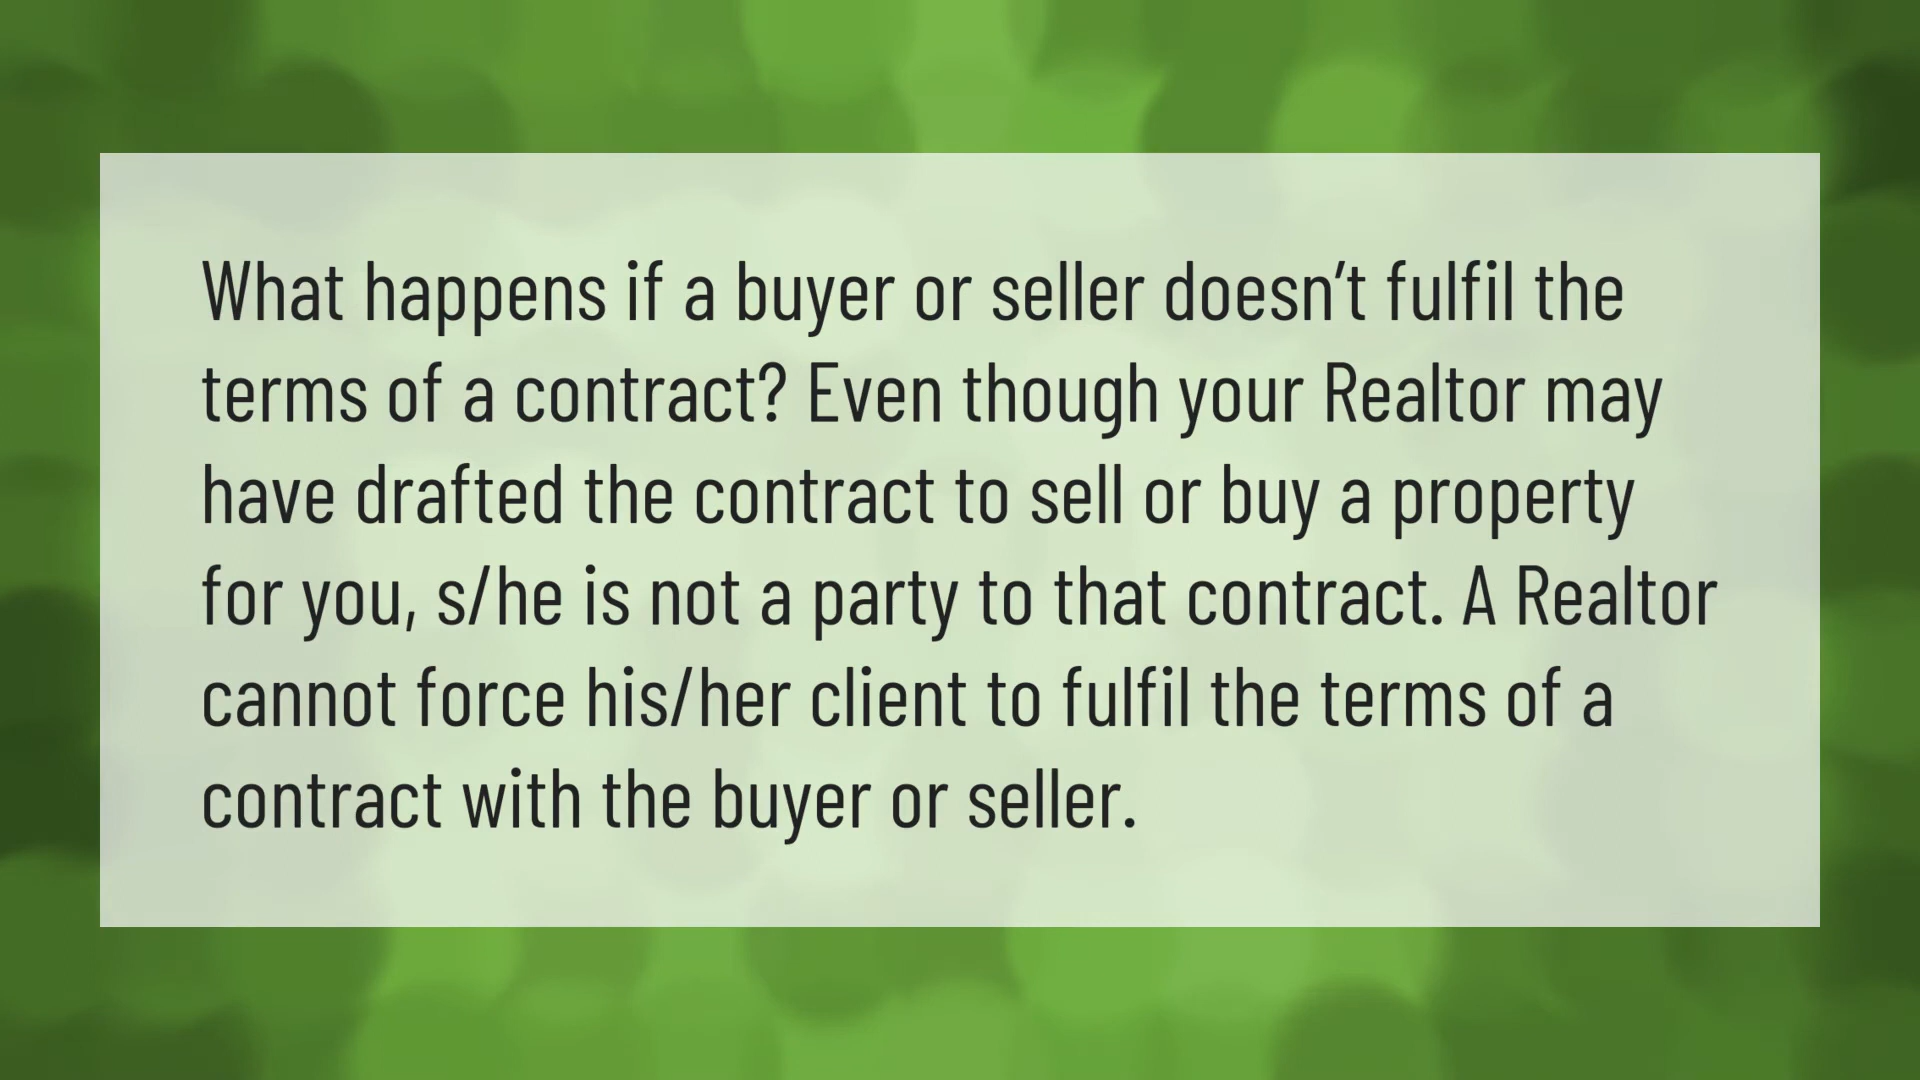 What happens if a buyer or seller doesn’t fulfil the
terms of a contract? Even though your Realtor may
have drafted the contract to sell or buy a property
for you, s/he is not a party to that contract. A Realtor
cannot force his/her client to fulfil the terms of a
contract with the buyer or seller.